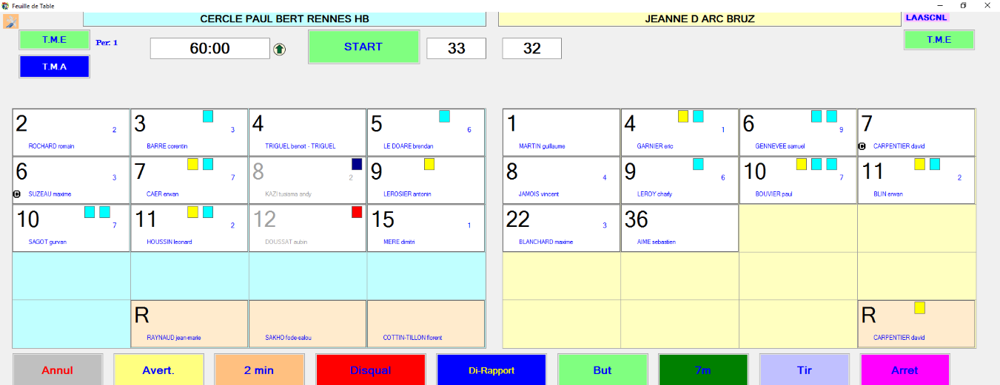 Feuille de Table
CERCLE PAUL BERT RENNES HB
JEANNE D ARC BRUZ
LAASCNL
T.M.E
Per: 1
60:00
START
33
32
T.M.E
T.M.A
2
2
ROCHARD romain
3
3
BARRE corentin
4
TRIGUEL benoit - TRIGUEL
5
6
LE DOARE brendan
1
MARTIN guillaume
4
1
GARNIER eric
6
9
GENNEVEE samuel
7
C
CARPENTIER david
6
3
C
SUZEAU maxime
7
7
CAER erwan
8
2
KAZI tusiama andy
9
LEROSIER antonin
8
4
JAMOIS vincent
9
6
LEROY charly
10
7
BOUVIER paul
11
2
BLIN erwan
10
7
SAGOT gurvan
11
2
HOUSSIN leonard
12
DOUSSAT aubin
15
1
MERE dimitri
22
3
BLANCHARD maxime
36
AIME sebastien
R
RAYNAUD jean-marie
SAKHO fode-salou
COTTIN-TILLON florent
R
CARPENTIER david
Annul
Avert.
2 min
Disqual
Di-Rapport
But
7m
Tir
Arret